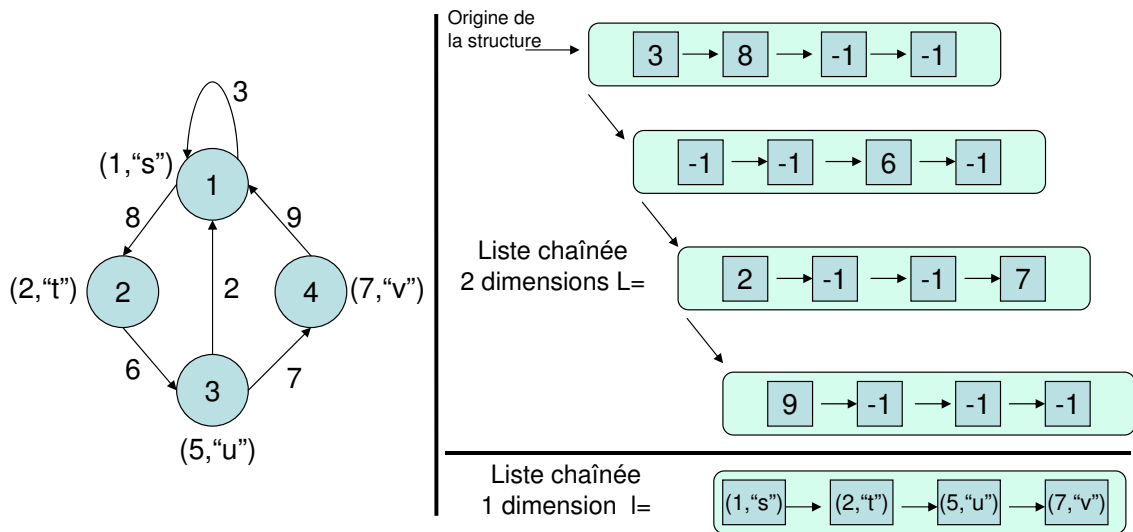 3
(1,“s”)
1
8
9
(2,“t”)
2
2
4
(7,“v”)
6
3
7
(5,“u”)
Origine de
la structure
3 8 -1 -1
-1 -1 6 -1
Liste chaînée
2 dimensions L=
2 -1 -1 7
9 -1 -1 -1
Liste chaînée
1 dimension l=
(1,“s”) (2,“t”) (5,“u”) (7,“v”)